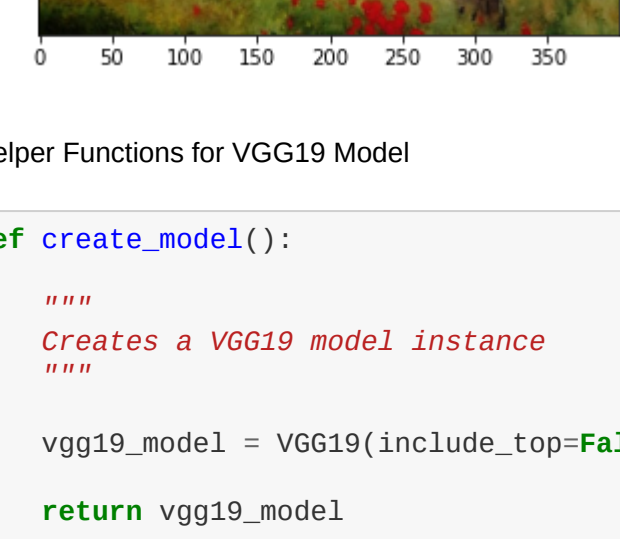 0 50 100 150 200 250 300 350
elper Functions for VGG19 Model
ef create_model():
"""
Creates a VGG19 model instance
"""
vgg19_model = VGG19(include_top=Fal
return vgg19_model